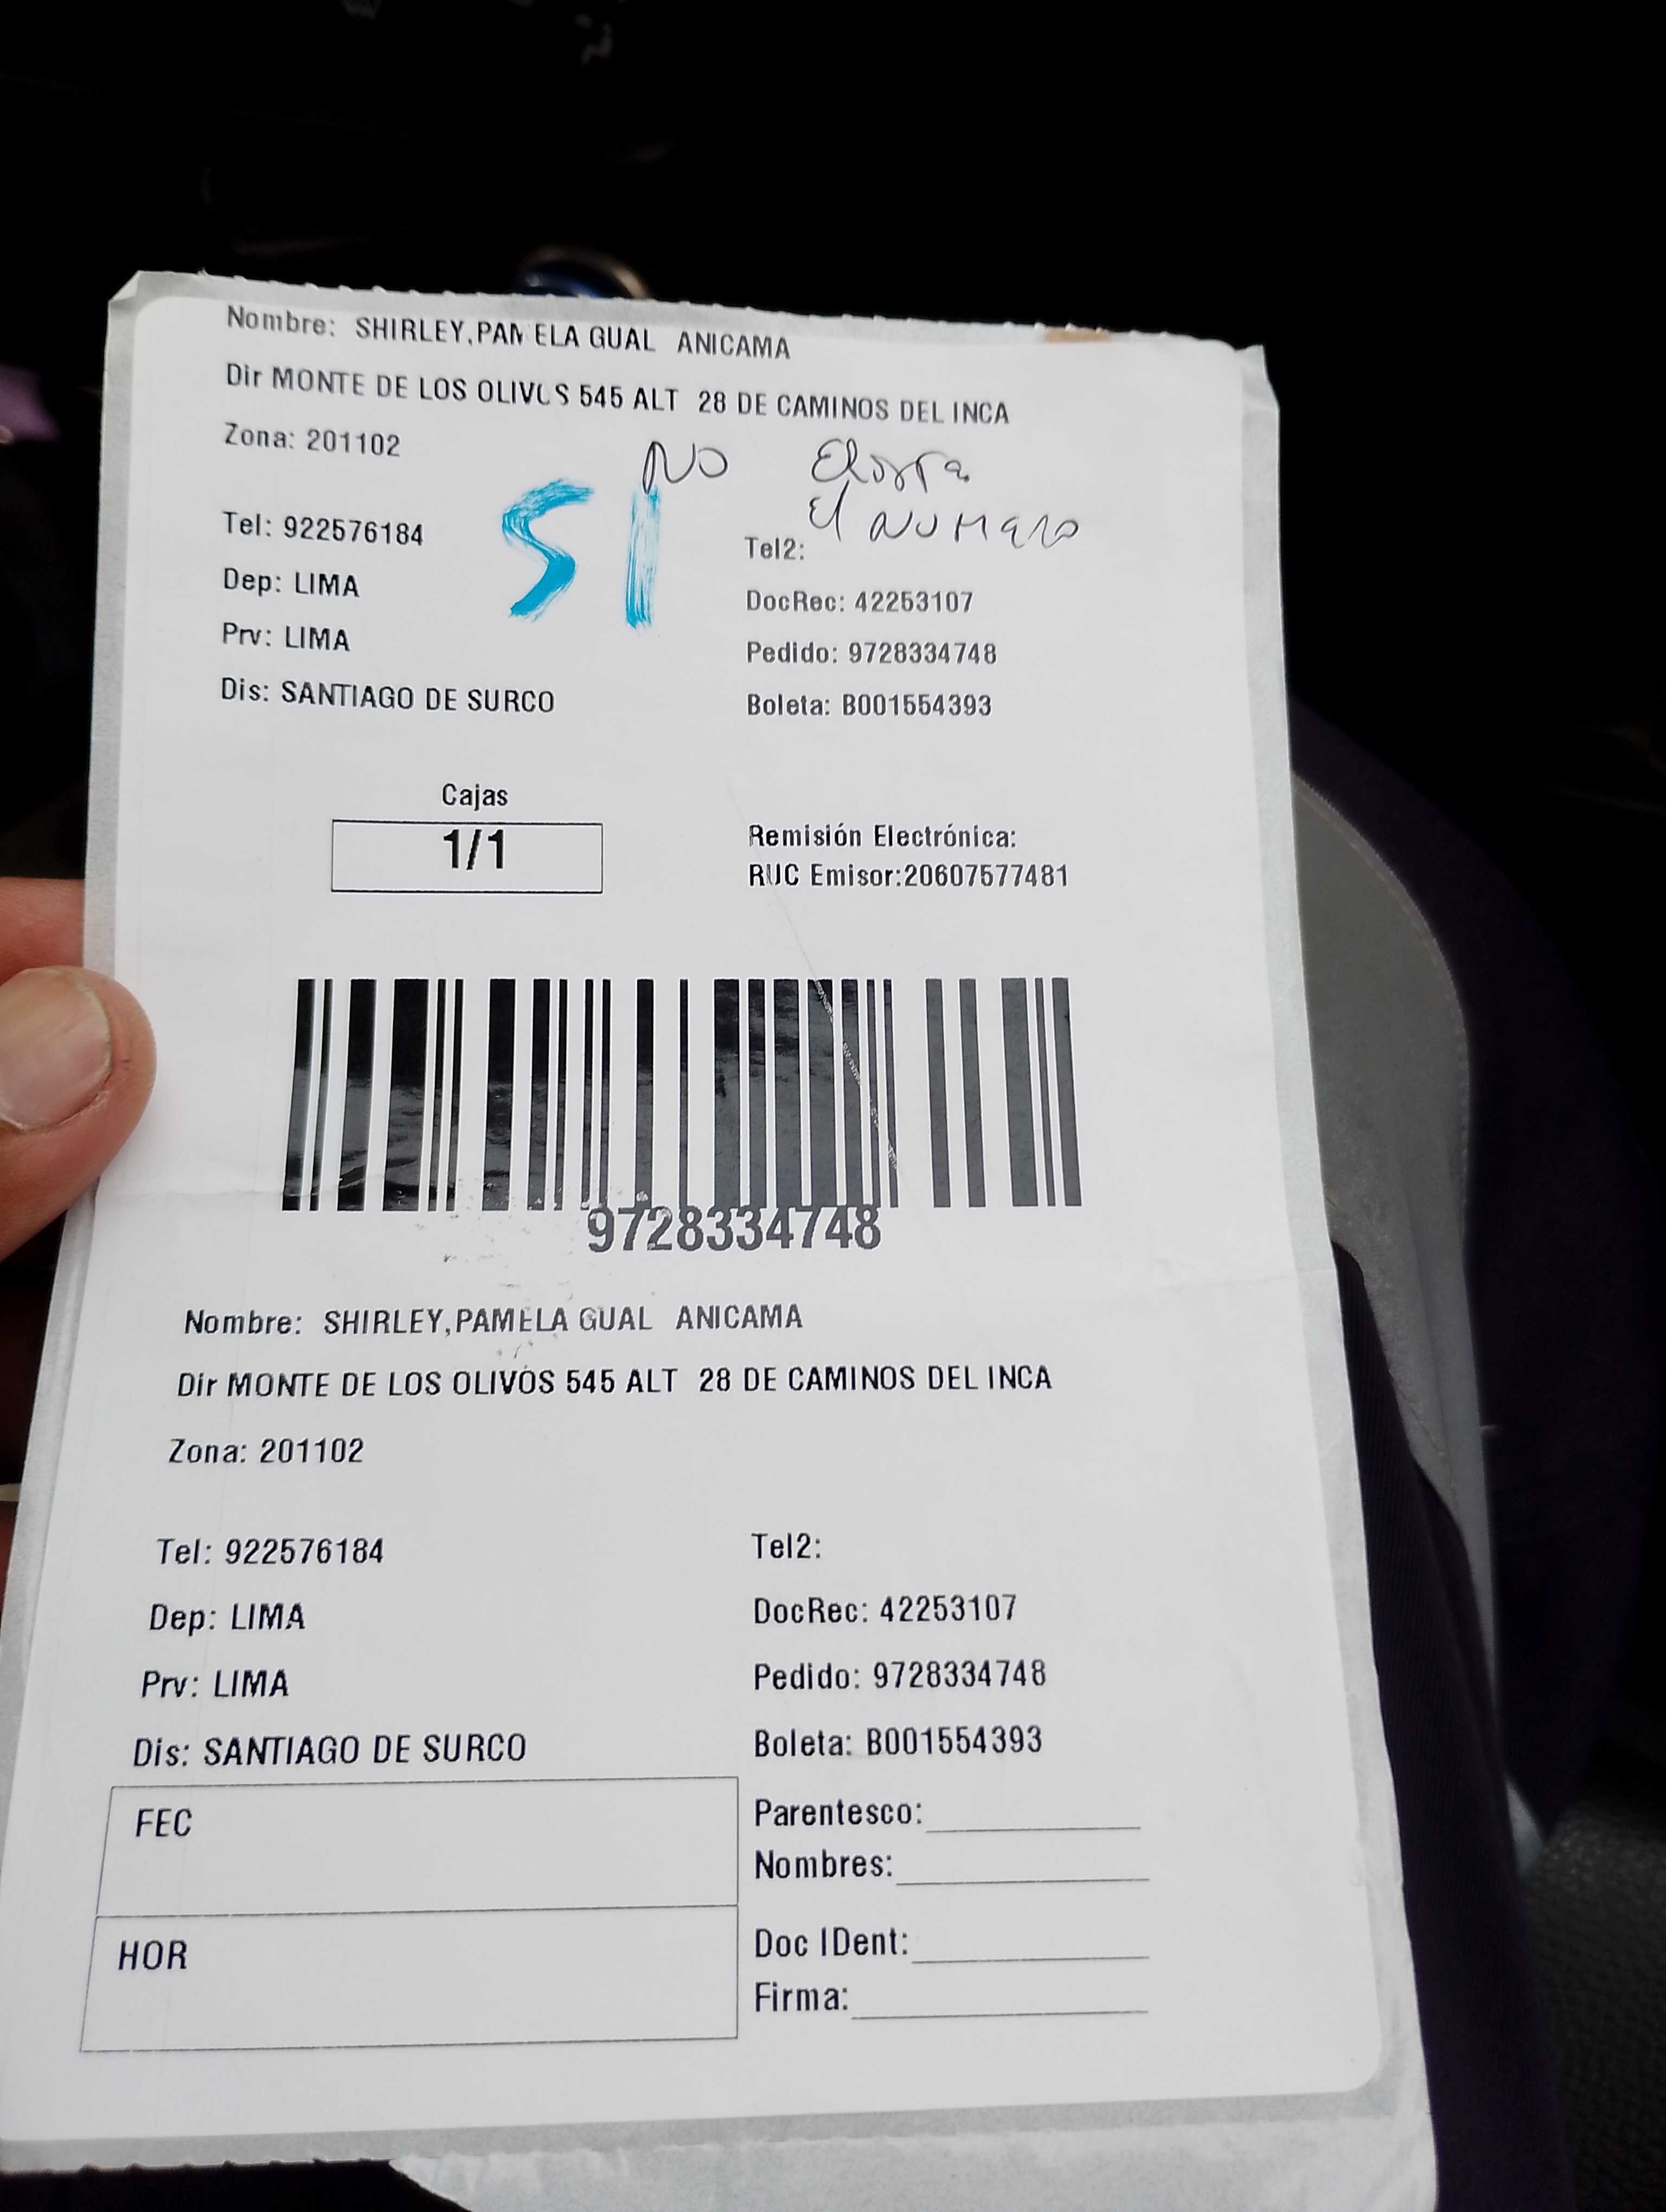 Nombre: SHIRLEY,PAMELA GUAL ANICAMA
Dir MONTE DE LOS OLIVOS 545 ALT 28 DE CAMINOS DEL INCA
Zona: 201102
NO
El NUMERO
51
Tel: 922576184
Tel2:
Dep: LIMA
DocRec: 42253107
Prv: LIMA
Pedido: 9728334748
Dis: SANTIAGO DE SURCO
Boleta: B001554393
Cajas
1/1
Remisión Electrónica:
RUC Emisor:20607577481
9728334748
Nombre: SHIRLEY,PAMELA GUAL ANICAMA
Dir MONTE DE LOS OLIVOS 545 ALT 28 DE CAMINOS DEL INCA
Zona: 201102
Tel: 922576184
Tel2:
Dep: LIMA
DocRec: 42253107
Prv: LIMA
Pedido: 9728334748
Dis: SANTIAGO DE SURCO
Boleta: B001554393
FEC
Parentesco:
Nombres:
HOR
Doc IDent:
Firma: